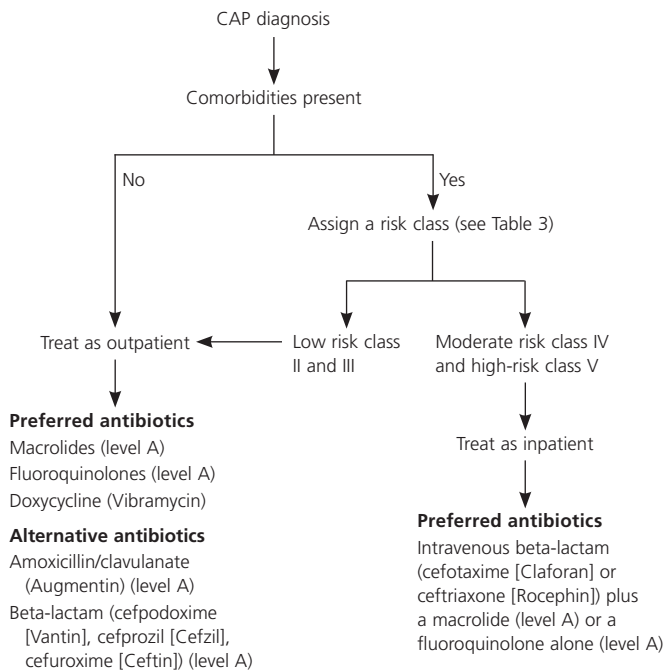 CAP diagnosis
Comorbidities present
No
Yes
Assign a risk class (see Table 3)
Treat as outpatient
Low risk class
II and III
Moderate risk class IV
and high-risk class V
Treat as inpatient
Preferred antibiotics
Macrolides (level A)
Fluoroquinolones (level A)
Doxycycline (Vibramycin)
Alternative antibiotics
Amoxicillin/clavulanate
(Augmentin) (level A)
Beta-lactam (cefpodoxime
[Vantin], cefprozil [Cefzil],
cefuroxime [Ceftin]) (level A)
Preferred antibiotics
Intravenous beta-lactam
(cefotaxime [Claforan] or
ceftriaxone [Rocephin]) plus
a macrolide (level A) or a
fluoroquinolone alone (level A)